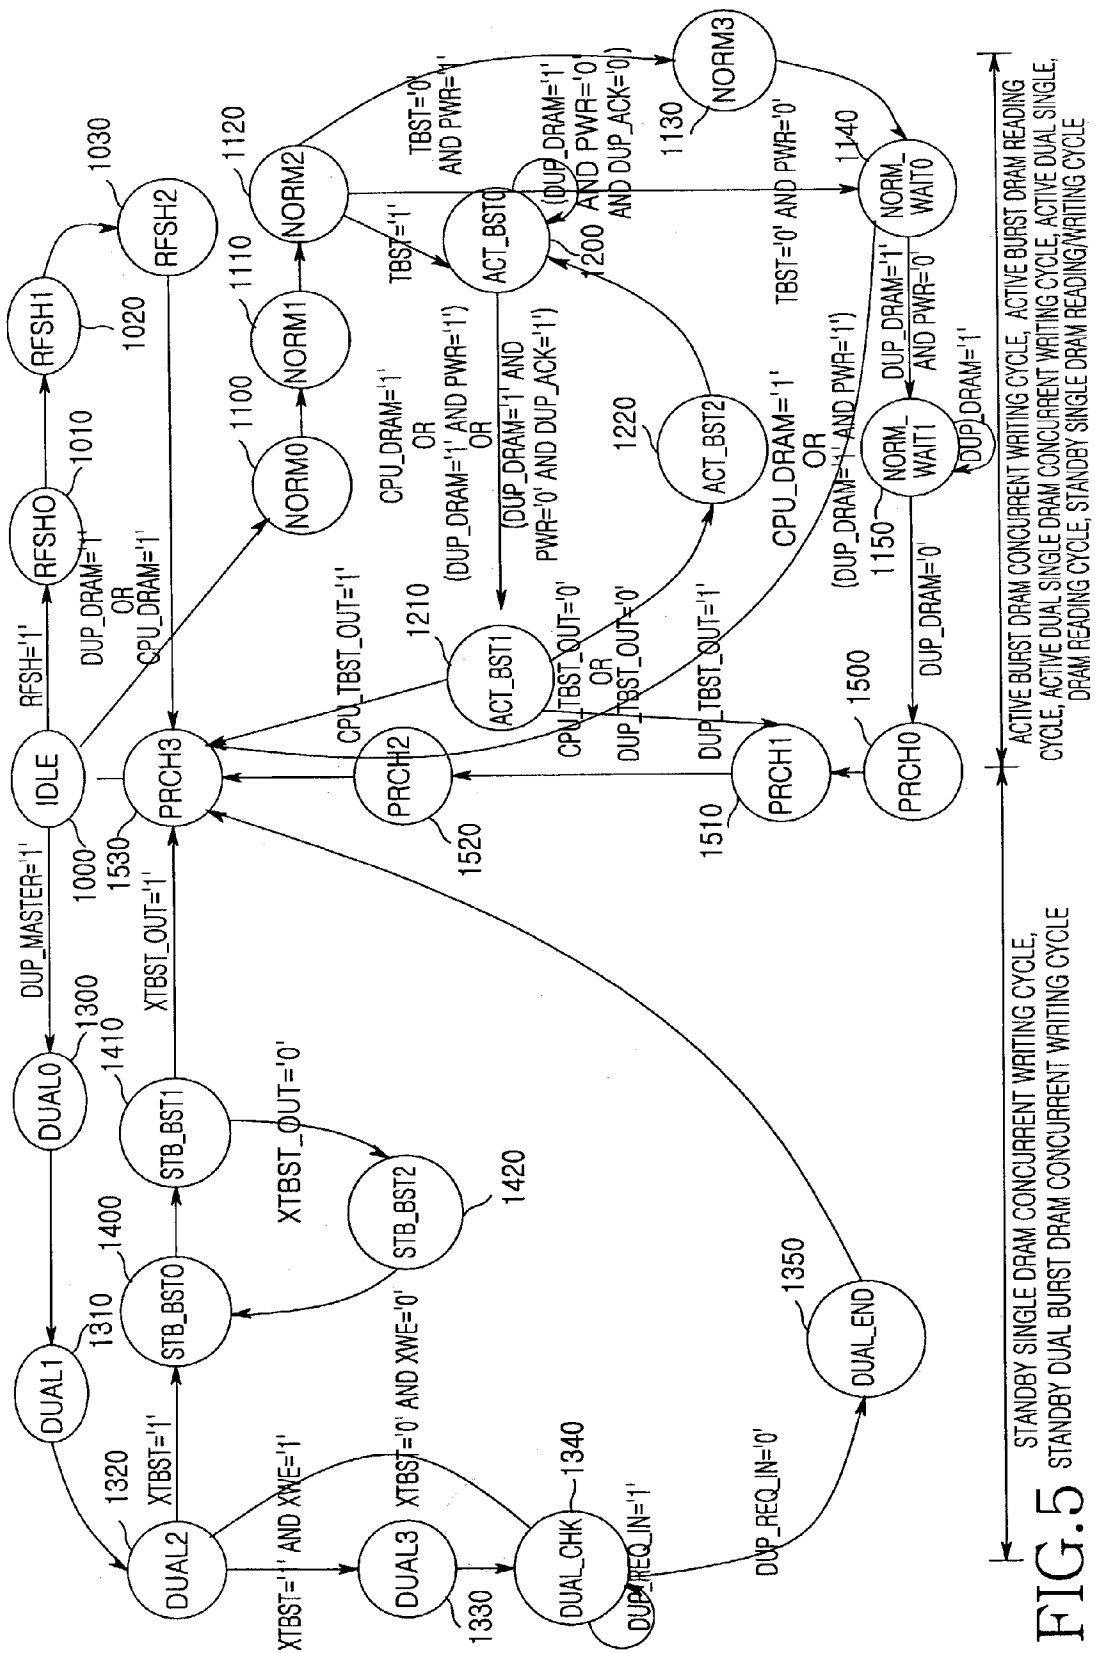 RFSH1
1020
RFSH2
1030
RFSH0
1010
RFSH='1'
IDLE
1000
DUP_MASTER='1'
DUAL0
1300
DUAL1
1310
DUP_DRAM='1'
OR
CPU_DRAM='1'
NORM0
1100
NORM1
1110
NORM2
1120
TBST='0'
AND PWR='1'
NORM3
1130
TBST='1'
ACT_BST0
1200
(DUP_DRAM='1'
AND PWR='0'
AND DUP_ACK='0')
TBST='0' AND PWR='0'
NORM_
WAIT0
1140
CPU_DRAM='1'
OR
(DUP_DRAM='1' AND PWR='1')
OR
(DUP_DRAM='1' AND
PWR='0' AND DUP_ACK='1')
ACT_BST1
1210
ACT_BST2
1220
CPU_TBST_OUT='1'
CPU_TBST_OUT='0'
OR
DUP_TBST_OUT='0'
DUP_TBST_OUT='1'
CPU_DRAM='1'
OR
(DUP_DRAM='1' AND PWR='1')
DUP_DRAM='1'
AND PWR='0'
NORM_
WAIT1
1150
DUP_DRAM='1'
DUP_DRAM='0'
PRCH0
1500
PRCH1
1510
PRCH2
1520
PRCH3
1530
XTBST_OUT='1'
STB_BST1
1410
STB_BST0
1400
XTBST_OUT='0'
STB_BST2
1420
DUAL2
1320
XTBST='1'
XTBST='1' AND XWE='1'
XTBST='0' AND XWE='0'
DUAL3
1330
DUAL_CHK
1340
DUP_REQ_IN='1'
DUP_REQ_IN='0'
DUAL_END
1350
STANDBY SINGLE DRAM CONCURRENT WRITING CYCLE,
STANDBY DUAL BURST DRAM CONCURRENT WRITING CYCLE
ACTIVE BURST DRAM CONCURRENT WRITING CYCLE, ACTIVE BURST DRAM READING
CYCLE, ACTIVE DUAL SINGLE DRAM CONCURRENT WRITING CYCLE, ACTIVE DUAL SINGLE,
DRAM READING CYCLE, STANDBY SINGLE DRAM READING/WRITING CYCLE
FIG.5